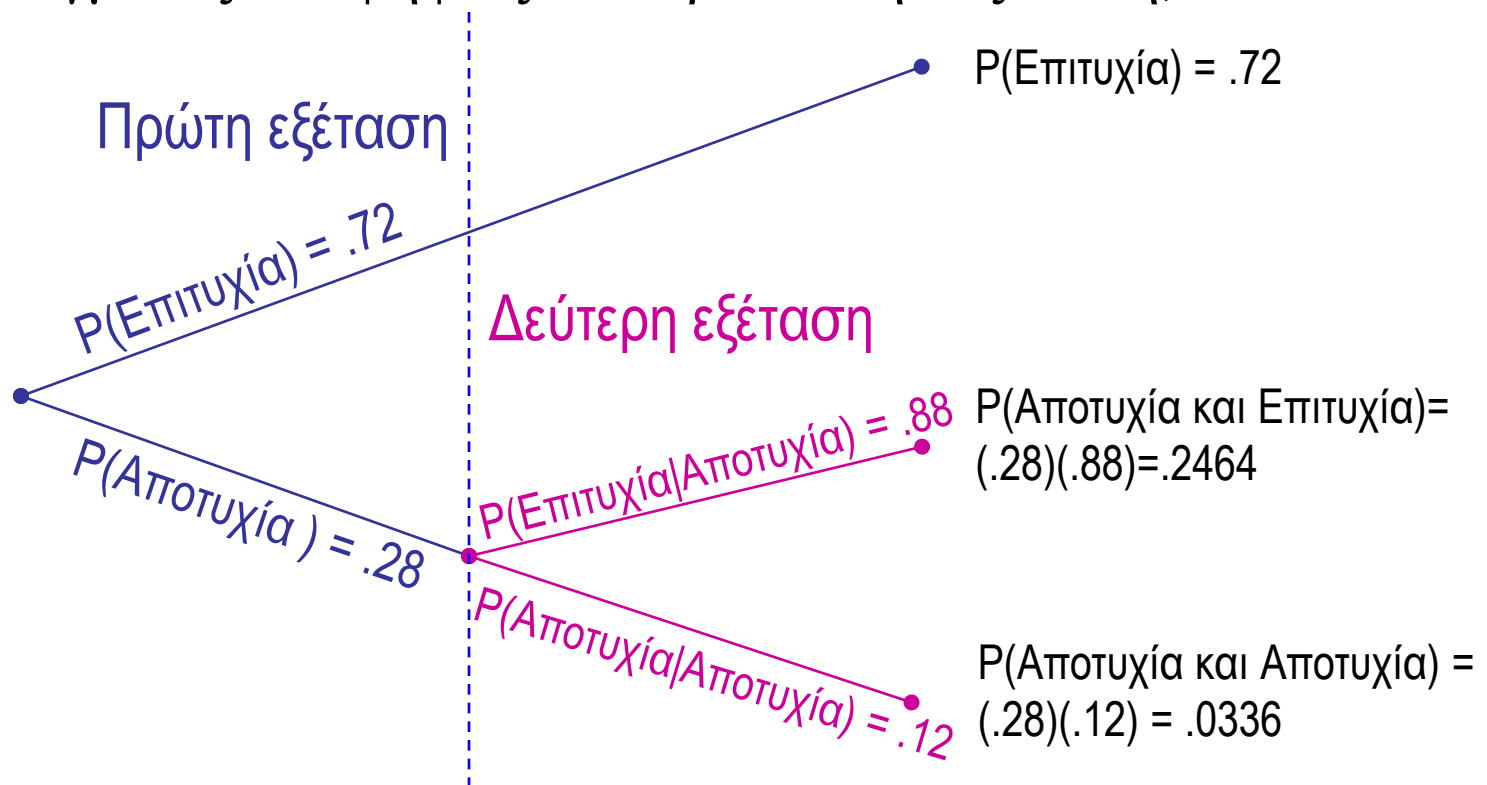 P(Επιτυχία) = .72
Πρώτη εξέταση
P(Επιτυχία) = .72
Δεύτερη εξέταση
P(Αποτυχία ) = .28
P(Επιτυχία|Αποτυχία) = .88
P(Αποτυχία και Επιτυχία)=
(.28)(.88)=.2464
P(Αποτυχία|Αποτυχία) = .12
P(Αποτυχία και Αποτυχία) =
(.28)(.12) = .0336